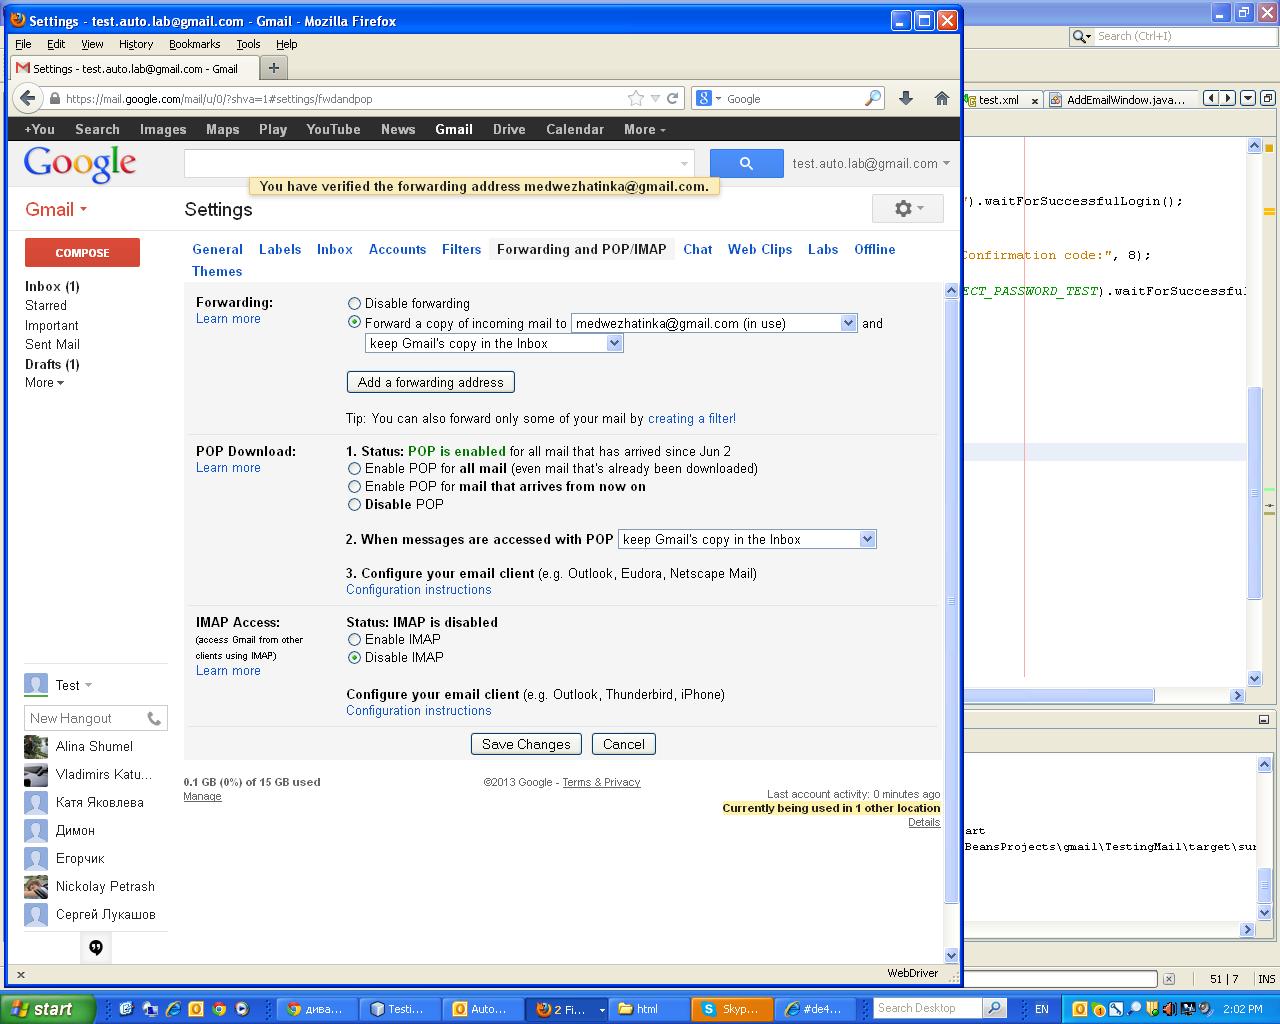 Settings - test.auto.lab@gmail.com - Gmail - Mozilla Firefox
File Edit View History Bookmarks Tools Help
Search (Ctrl+I)
Settings - test.auto.lab@gmail.com - Gmail
test.xml
AddEmailWindow.java...
https://mail.google.com/mail/u/0/?shva=1#settings/fwdandpop
Google
+You Search Images Maps Play YouTube News Gmail Drive Calendar More
Google
test.auto.lab@gmail.com
You have verified the forwarding address medwezhatinka@gmail.com.
Gmail
Settings
COMPOSE
Inbox (1)
Starred
Important
Sent Mail
Drafts (1)
More
General Labels Inbox Accounts Filters Forwarding and POP/IMAP Chat Web Clips Labs Offline
Themes
Forwarding:
Learn more
Disable forwarding
Forward a copy of incoming mail to medwezhatinka@gmail.com (in use) and
keep Gmail's copy in the Inbox
Add a forwarding address
Tip: You can also forward only some of your mail by creating a filter!
POP Download:
Learn more
1. Status: POP is enabled for all mail that has arrived since Jun 2
Enable POP for all mail (even mail that's already been downloaded)
Enable POP for mail that arrives from now on
Disable POP
2. When messages are accessed with POP keep Gmail's copy in the Inbox
3. Configure your email client (e.g. Outlook, Eudora, Netscape Mail)
Configuration instructions
IMAP Access:
(access Gmail from other
clients using IMAP)
Learn more
Status: IMAP is disabled
Enable IMAP
Disable IMAP
Configure your email client (e.g. Outlook, Thunderbird, iPhone)
Configuration instructions
Save Changes Cancel
0.1 GB (0%) of 15 GB used
Manage
©2013 Google - Terms & Privacy
Last account activity: 0 minutes ago
Currently being used in 1 other location
Details
Test
New Hangout
Alina Shumel
Vladimirs Katu...
Катя Яковлева
Димон
Егорчик
Nickolay Petrash
Сергей Лукашов
WebDriver
").waitForSuccessfulLogin();
Confirmation code:", 8);
ECT_PASSWORD_TEST).waitForSuccessful
art
BeansProjects\gmail\TestingMail\target\sur
51 | 7 INS
start
дива...
Testi...
Auto...
2 Fi...
html
Skyp...
#de4...
Search Desktop
EN
2:02 PM